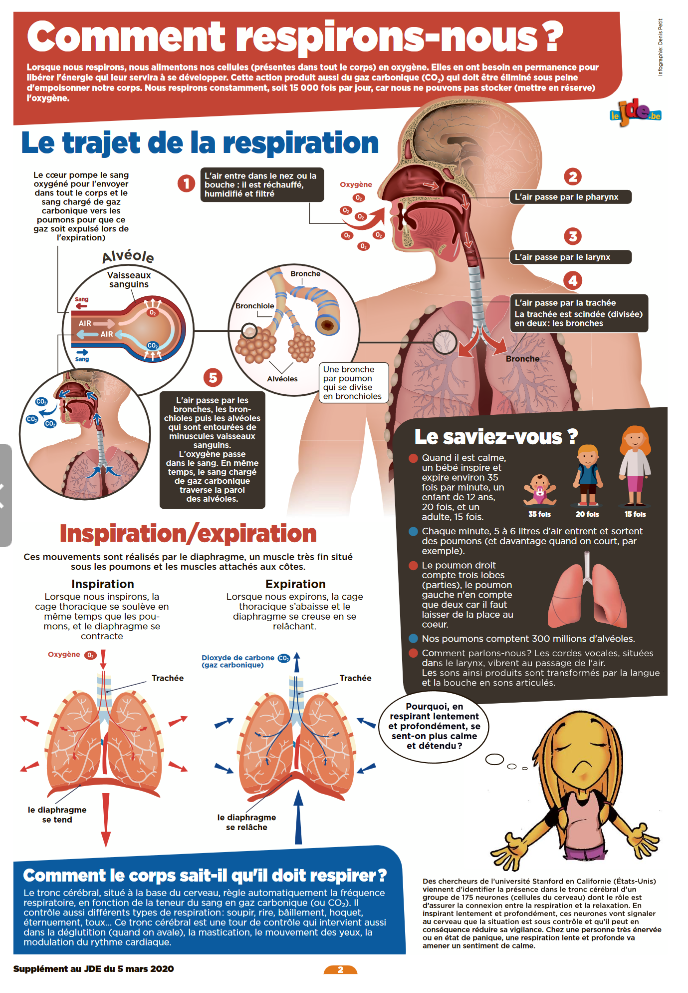 Comment respirons-nous ?
Lorsque nous respirons, nous alimentons nos cellules (présentes dans tout le corps) en oxygène. Elles en ont besoin en permanence pour
libérer l'énergie qui leur servira à se développer. Cette action produit aussi du gaz carbonique (CO₂) qui doit être éliminé sous peine
d'empoisonner notre corps. Nous respirons constamment, soit 15 000 fois par jour, car nous ne pouvons pas stocker (mettre en réserve)
l'oxygène.
Infographie: Denis Petit
le jde.be
Le trajet de la respiration
Le cœur pompe le sang
oxygéné pour l'envoyer
dans tout le corps et le
sang chargé de gaz
carbonique vers les
poumons pour que ce
gaz soit expulsé lors de
l'expiration)
1
L'air entre dans le nez ou la
bouche : il est réchauffé,
humidifié et filtré
Oxygène
O₂
O₂
O₂
O₂
O₂
O₂
2
L'air passe par le pharynx
3
L'air passe par le larynx
4
L'air passe par la trachée
La trachée est scindée (divisée)
en deux: les bronches
Bronche
Alvéole
Vaisseaux
sanguins
Sang
O₂
AIR
AIR
CO₂
Sang
Bronche
Bronchiole
Alvéoles
Une bronche
par poumon
qui se divise
en bronchioles
CO₂
CO₂
CO₂
5
L'air passe par les
bronches, les bron-
chioles puis les alvéoles
qui sont entourées de
minuscules vaisseaux
sanguins.
L'oxygène passe
dans le sang. En même
temps, le sang chargé
de gaz carbonique
traverse la paroi
des alvéoles.
Le saviez-vous ?
Quand il est calme,
un bébé inspire et
expire environ 35
fois par minute, un
enfant de 12 ans,
20 fois, et un
adulte, 15 fois.
35 fois
20 fois
15 fois
Chaque minute, 5 à 6 litres d'air entrent et sortent
des poumons (et davantage quand on court, par
exemple).
Le poumon droit
compte trois lobes
(parties), le poumon
gauche n'en compte
que deux car il faut
laisser de la place au
coeur.
Nos poumons comptent 300 millions d'alvéoles.
Comment parlons-nous? Les cordes vocales, situées
dans le larynx, vibrent au passage de l'air.
Les sons ainsi produits sont transformés par la langue
et la bouche en sons articulés.
Inspiration/expiration
Ces mouvements sont réalisés par le diaphragme, un muscle très fin situé
sous les poumons et les muscles attachés aux côtes.
Inspiration
Lorsque nous inspirons, la
cage thoracique se soulève en
même temps que les pou-
mons, et le diaphragme se
contracte
Expiration
Lorsque nous expirons, la cage
thoracique s'abaisse et le
diaphragme se creuse en se
relâchant.
Oxygène O₂
Trachée
le diaphragme
se tend
Dioxyde de carbone
(gaz carbonique)
CO₂
Trachée
le diaphragme
se relâche
Pourquoi, en
respirant lentement
et profondément, se
sent-on plus calme
et détendu ?
Comment le corps sait-il qu'il doit respirer ?
Le tronc cérébral, situé à la base du cerveau, règle automatiquement la fréquence
respiratoire, en fonction de la teneur du sang en gaz carbonique (ou CO₂). Il
contrôle aussi différents types de respiration: soupir, rire, bâillement, hoquet,
éternuement, toux... Ce tronc cérébral est une tour de contrôle qui intervient aussi
dans la déglutition (quand on avale), la mastication, le mouvement des yeux, la
modulation du rythme cardiaque.
Des chercheurs de l'université Stanford en Californie (États-Unis)
viennent d'identifier la présence dans le tronc cérébral d'un
groupe de 175 neurones (cellules du cerveau) dont le rôle est
d'assurer la connexion entre la respiration et la relaxation. En
inspirant lentement et profondément, ces neurones vont signaler
au cerveau que la situation est sous contrôle et qu'il peut en
conséquence réduire sa vigilance. Chez une personne très énervée
ou en état de panique, une respiration lente et profonde va
amener un sentiment de calme.
Supplément au JDE du 5 mars 2020
2